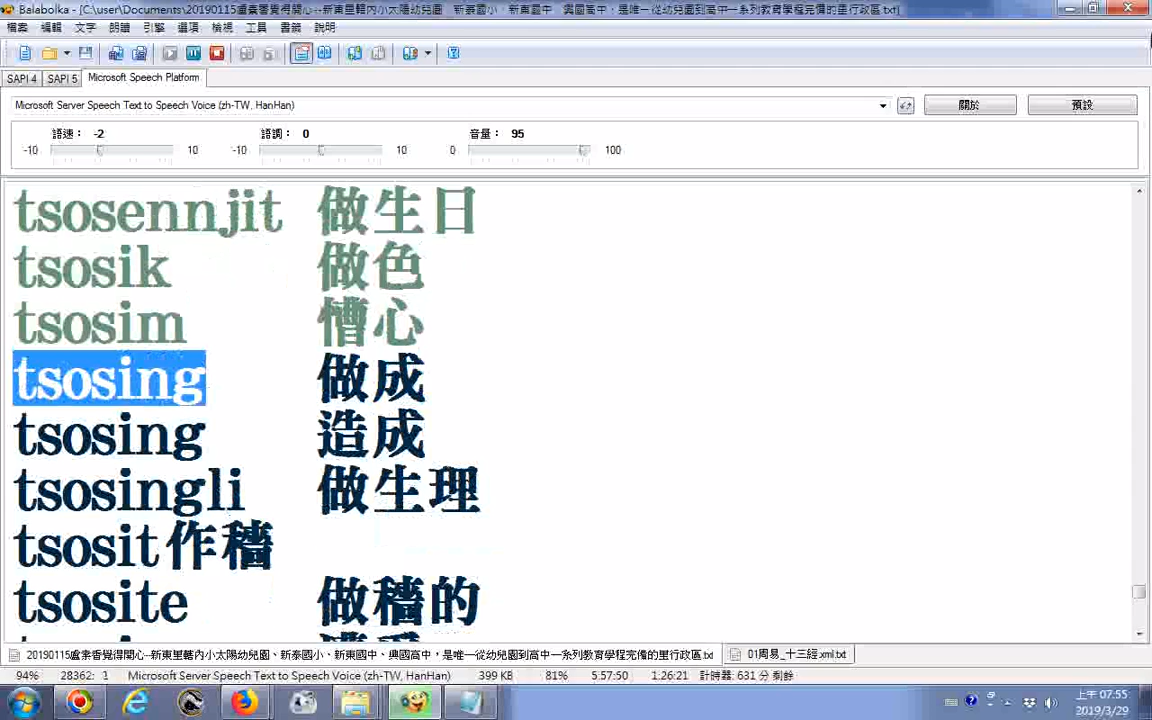 Balabolka - [C:\user\Documents\20190115盧素香覺得開心--新東里轄內小太陽幼兒園、新泰國小、新東國中、興國高中，是唯一從幼兒園到高中一系列教育學程完備的里行政區.txt]
檔案 編輯 文字 朗讀 引擎 選項 檢視 工具 書籤 說明
SAPI 4 SAPI 5 Microsoft Speech Platform
Microsoft Server Speech Text to Speech Voice (zh-TW, HanHan) 關於 預設
語速： -2 語調： 0 音量： 95
-10 10 -10 10 0 100
tsosennjit 做生日
tsosik 做色
tsosim 慒心
tsosing 做成
tsosing 造成
tsosingli 做生理
tsosit作穡
tsosite 做穡的
20190115盧素香覺得開心--新東里轄內小太陽幼兒園、新泰國小、新東國中、興國高中，是唯一從幼兒園到高中一系列教育學程完備的里行政區.txt 01周易_十三經.xml.txt
94% 28362: 1 Microsoft Server Speech Text to Speech Voice (zh-TW, HanHan) 399 KB 81% 5:57:50 1:26:21 計時器: 631 分 剩餘
上午 07:55
2019/3/29